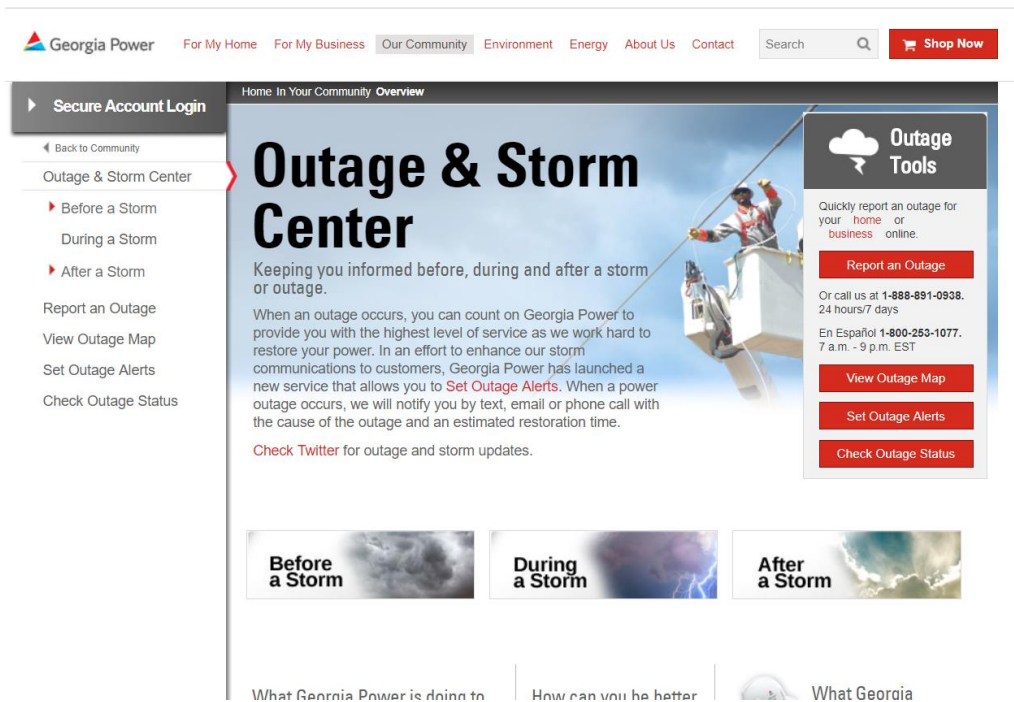 Georgia Power
For My Home
For My Business
Our Community
Environment
Energy
About Us
Contact
Search
Shop Now
Secure Account Login
Back to Community
Outage & Storm Center
Before a Storm
During a Storm
After a Storm
Report an Outage
View Outage Map
Set Outage Alerts
Check Outage Status
Home In Your Community Overview
Outage & Storm
Center
Keeping you informed before, during and after a storm
or outage.
When an outage occurs, you can count on Georgia Power to
provide you with the highest level of service as we work hard to
restore your power. In an effort to enhance our storm
communications to customers, Georgia Power has launched a
new service that allows you to Set Outage Alerts. When a power
outage occurs, we will notify you by text, email or phone call with
the cause of the outage and an estimated restoration time.
Check Twitter for outage and storm updates.
Outage
Tools
Quickly report an outage for
your home or
business online.
Report an Outage
Or call us at 1-888-891-0938.
24 hours/7 days
En Español 1-800-253-1077.
7 a.m. - 9 p.m. EST
View Outage Map
Set Outage Alerts
Check Outage Status
Before
a Storm
During
a Storm
After
a Storm
What Georgia Power is doing to
How can you be better
What Georgia